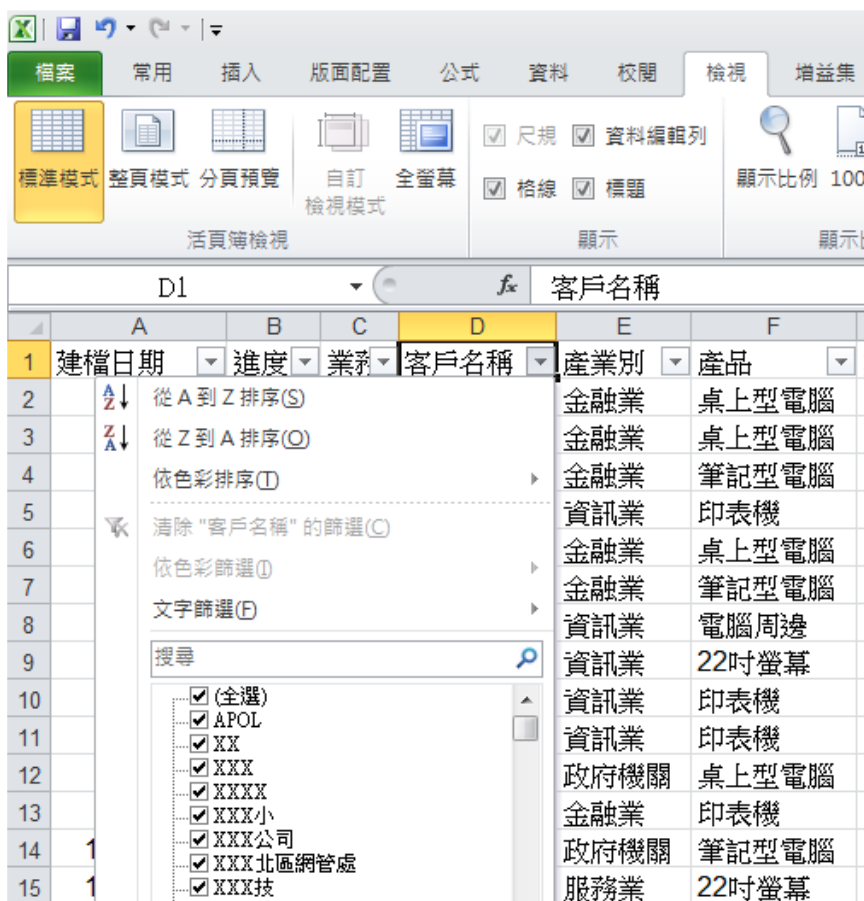 檔案 常用 插入 版面配置 公式 資料 校閱 檢視 增益集
標準模式 整頁模式 分頁預覽 自訂檢視模式 全螢幕
尺規 資料編輯列
格線 標題
顯示比例 100
活頁簿檢視 顯示 顯示
D1 fx 客戶名稱
A B C D E F
1 建檔日期 進度 業務 客戶名稱 產業別 產品
2 從 A 到 Z 排序(S) 金融業 桌上型電腦
3 從 Z 到 A 排序(O) 金融業 桌上型電腦
4 依色彩排序(T) 金融業 筆記型電腦
5 清除 "客戶名稱" 的篩選(C) 資訊業 印表機
6 依色彩篩選(I) 金融業 桌上型電腦
7 文字篩選(F) 金融業 筆記型電腦
8 資訊業 電腦周邊
9 搜尋 資訊業 22吋螢幕
10 (全選) 資訊業 印表機
APOL
11 XX 資訊業 印表機
XXX
12 XXXX 政府機關 桌上型電腦
13 XXX小 金融業 印表機
XXX公司
14 1 XXX北區網管處 政府機關 筆記型電腦
15 1 XXX技 服務業 22吋螢幕